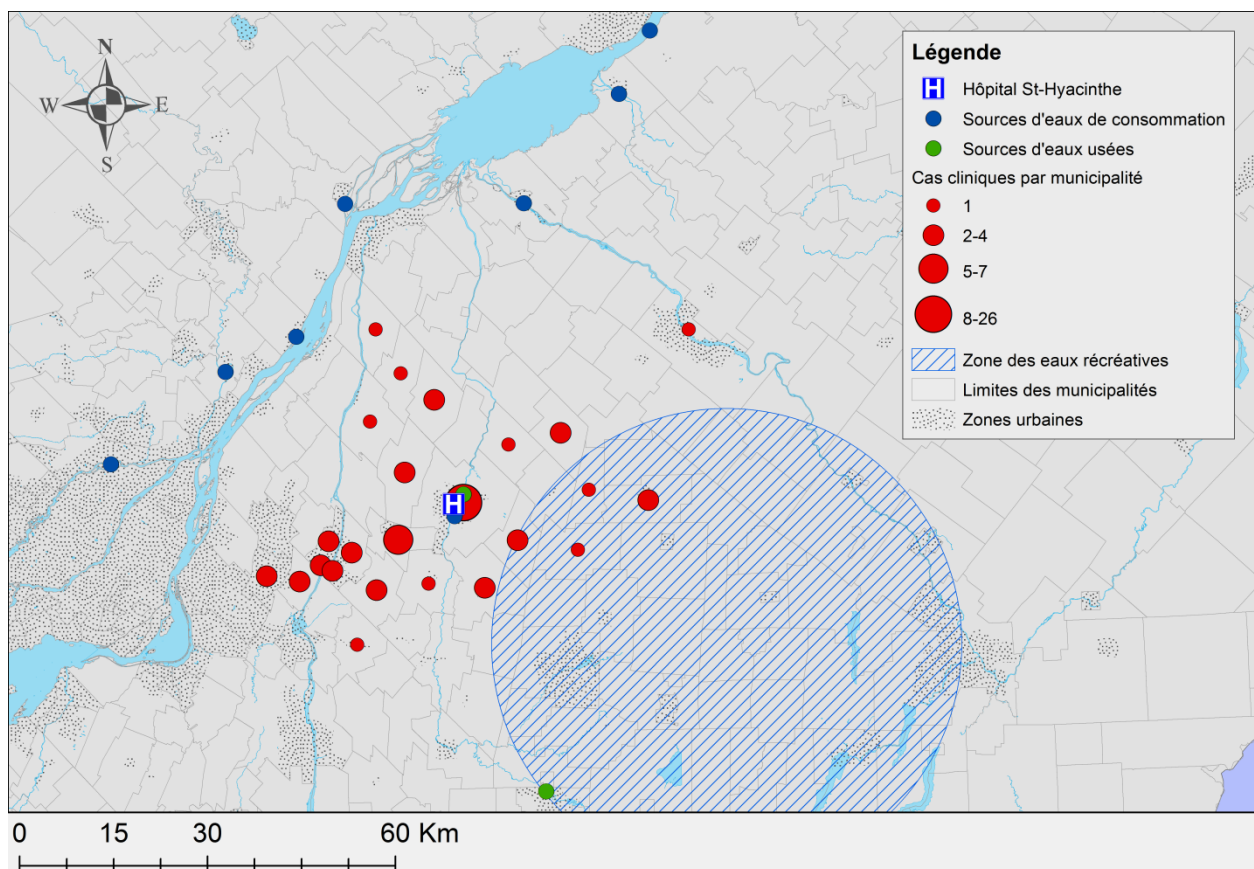 N
W
E
S
Légende
H
Hôpital St-Hyacinthe
Sources d'eaux de consommation
Sources d'eaux usées
Cas cliniques par municipalité
1
2-4
5-7
8-26
Zone des eaux récréatives
Limites des municipalités
Zones urbaines
H
0 15 30 60 Km